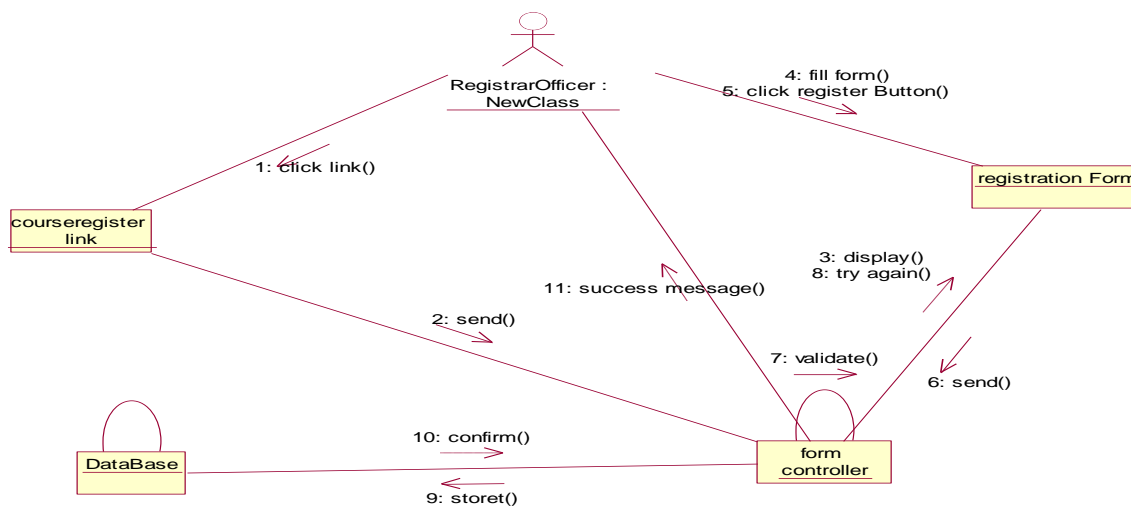 4: fill form()
RegistrarOfficer :
5: click register Button()
NewClass
1: click link()
registration Form
courseregister
link
3: display()
8: try again()
11: success message()
2: send()
7: validate()
6: send()
10: confirm()
form
controller
DataBase
9: storet()